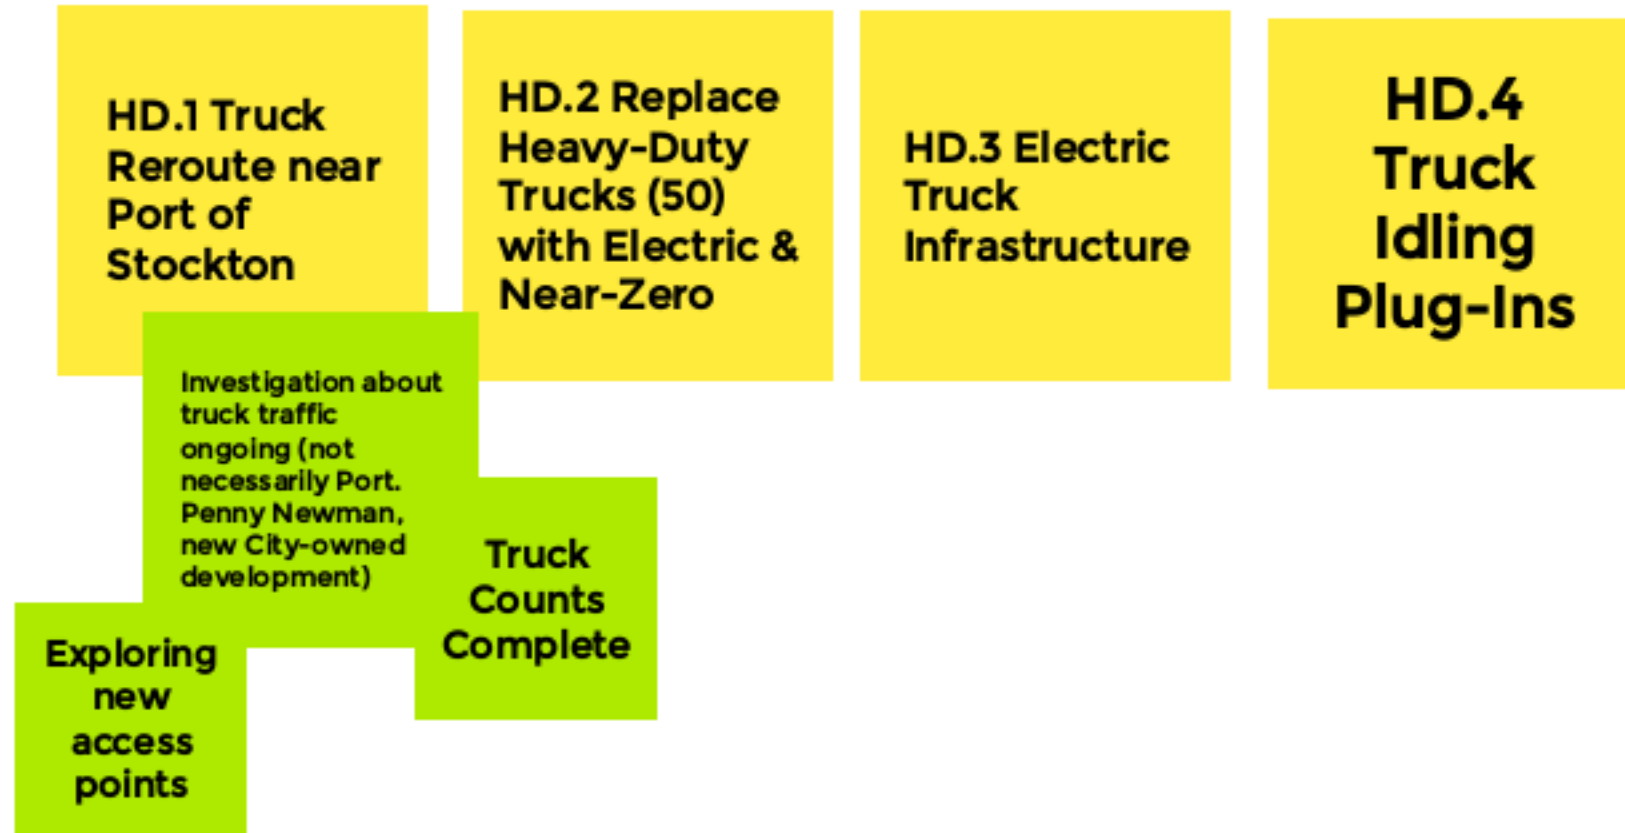 HD.1 Truck
Reroute near
Port of
Stockton
HD.2 Replace
Heavy-Duty
Trucks (50)
with Electric &
Near-Zero
HD.3 Electric
Truck
Infrastructure
HD.4
Truck
Idling
Plug-Ins
Investigation about
truck traffic
ongoing (not
necessarily Port.
Penny Newman,
new City-owned
development)
Truck
Counts
Complete
Exploring
new
access
points